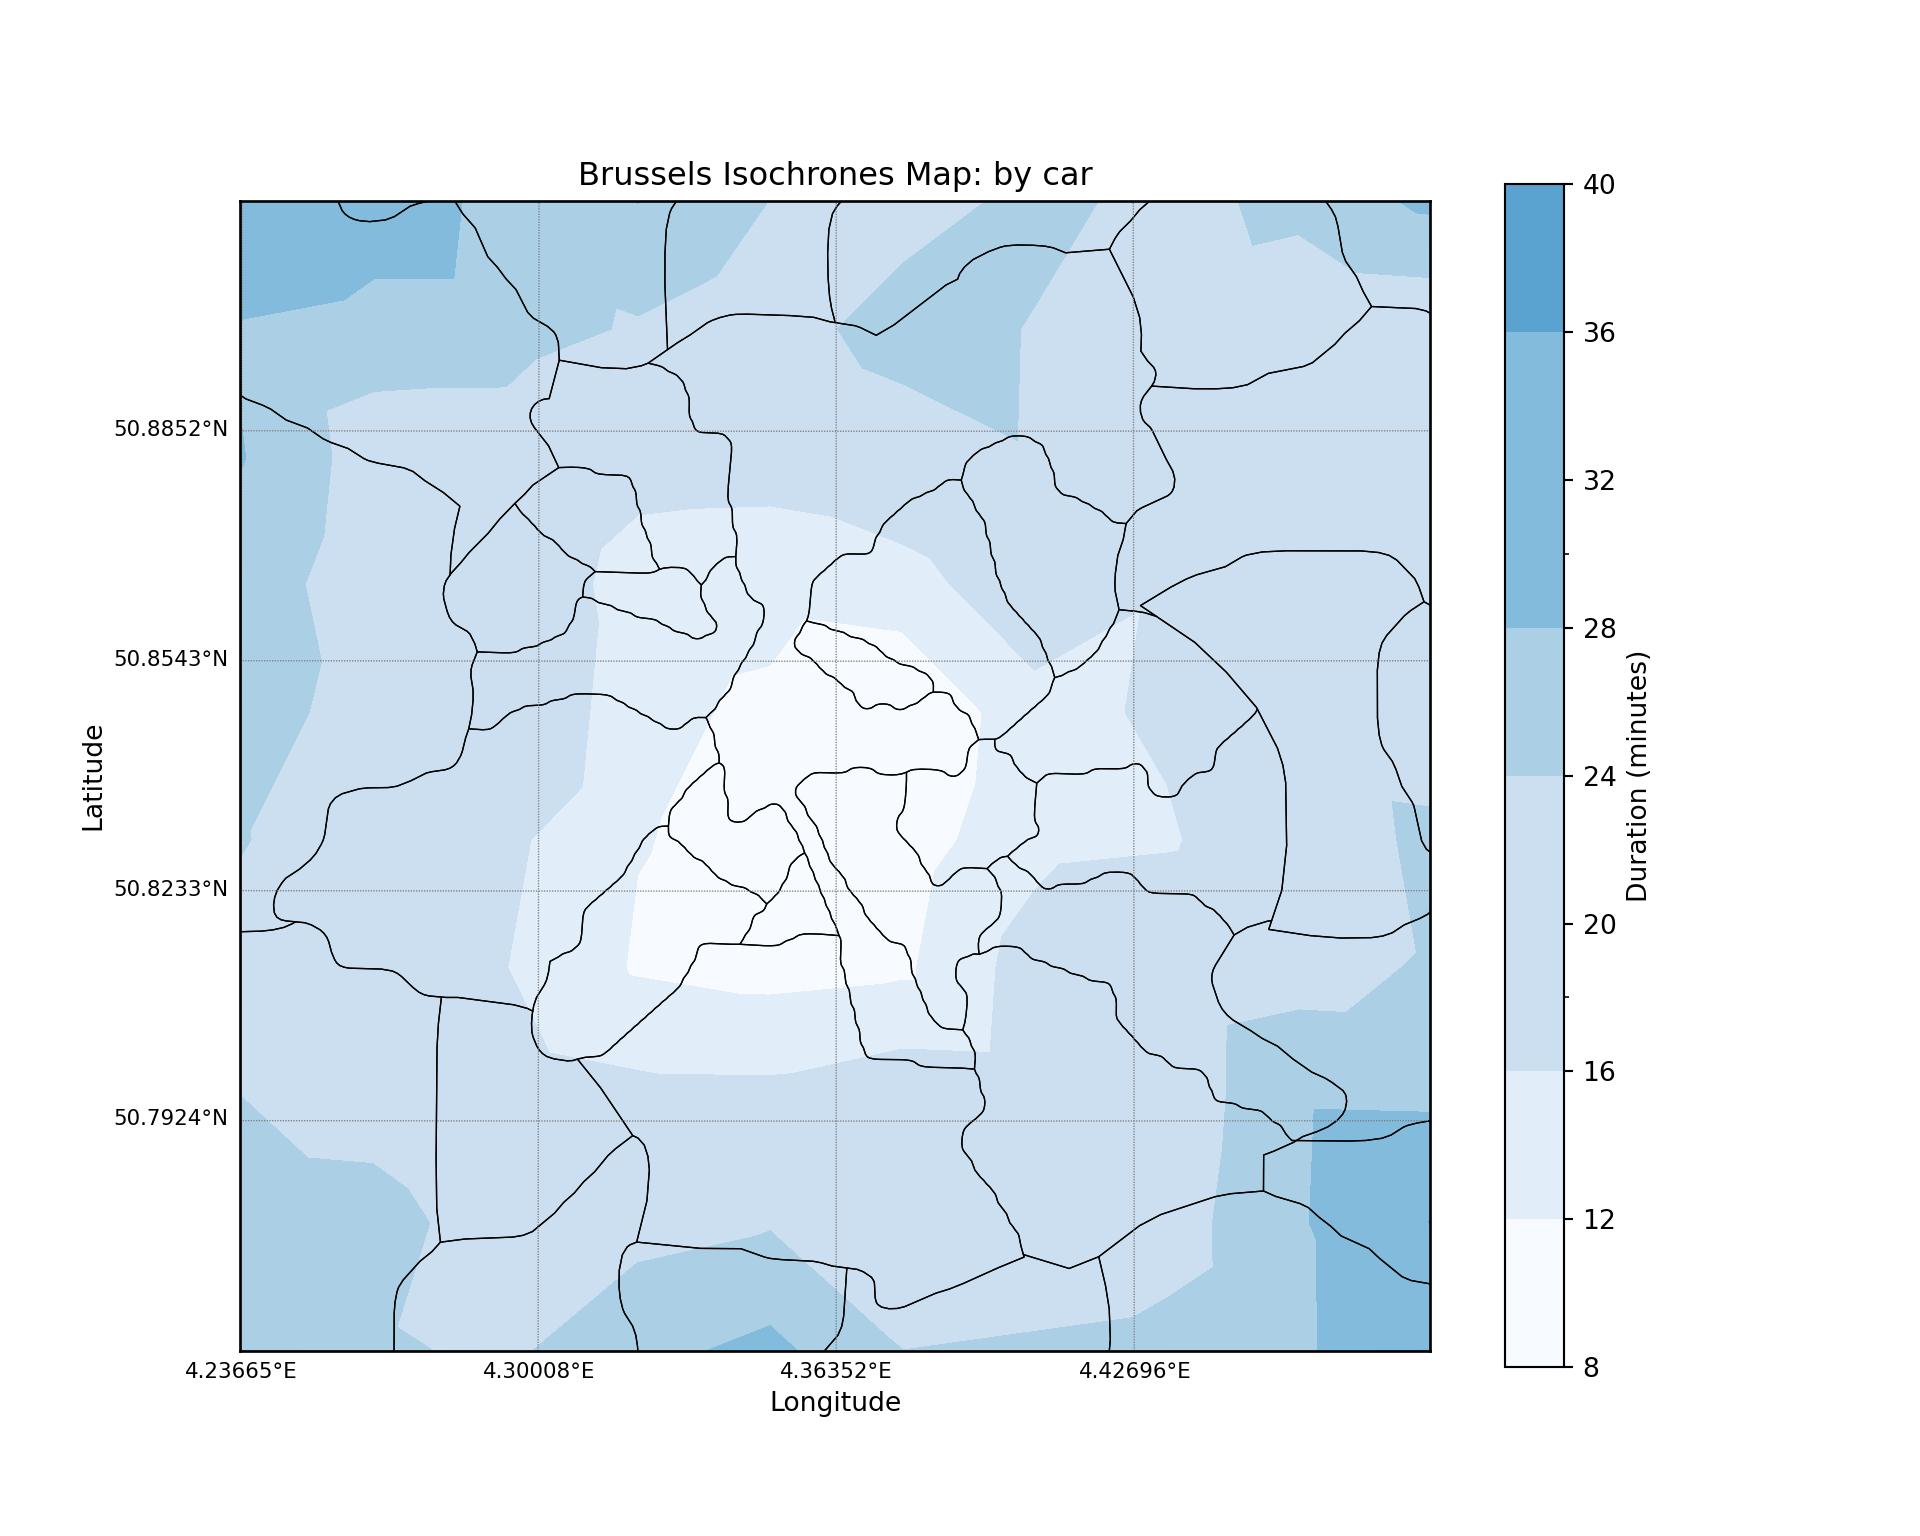 Brussels Isochrones Map: by car
50.8852°N
50.8543°N
50.8233°N
50.7924°N
Latitude
4.23665°E
4.30008°E
4.36352°E
4.42696°E
Longitude
40
36
32
28
24
20
16
12
8
Duration (minutes)